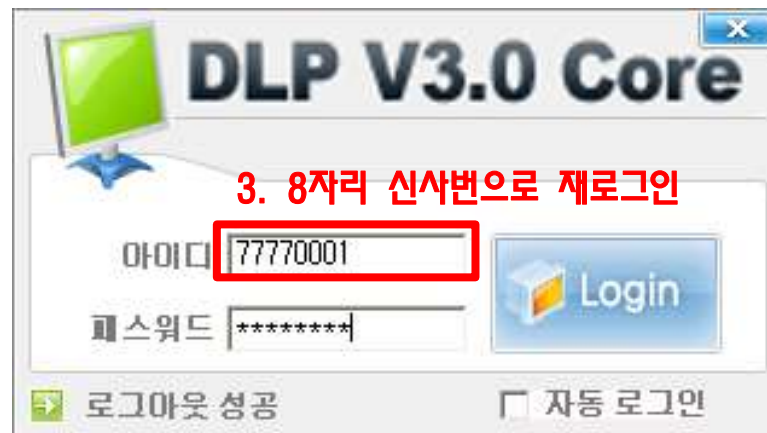 DLP V3.0 Core
3. 8자리 신사번으로 재로그인
아이디 77770001
패스워드 ********
Login
로그아웃 성공
자동 로그인